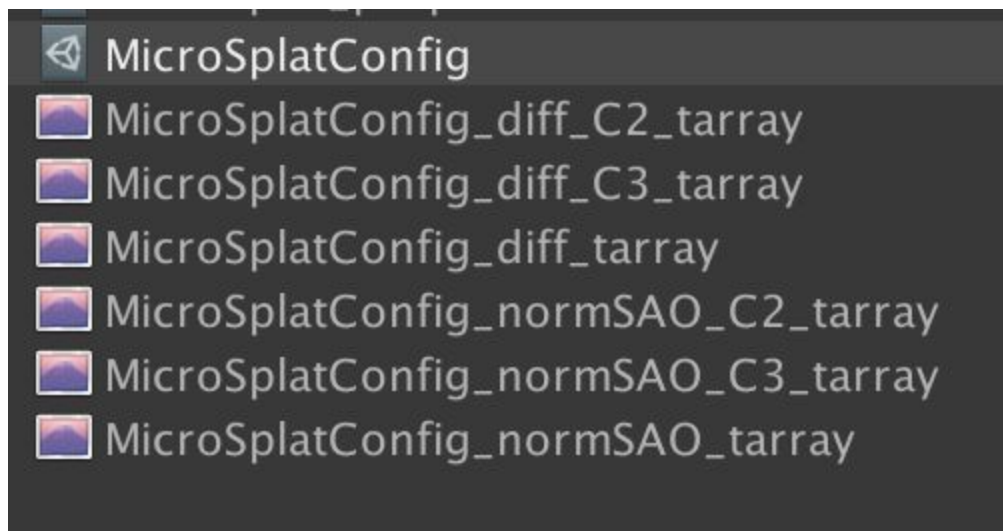 MicroSplatConfig
MicroSplatConfig_diff_C2_tarray
MicroSplatConfig_diff_C3_tarray
MicroSplatConfig_diff_tarray
MicroSplatConfig_normSAO_C2_tarray
MicroSplatConfig_normSAO_C3_tarray
MicroSplatConfig_normSAO_tarray